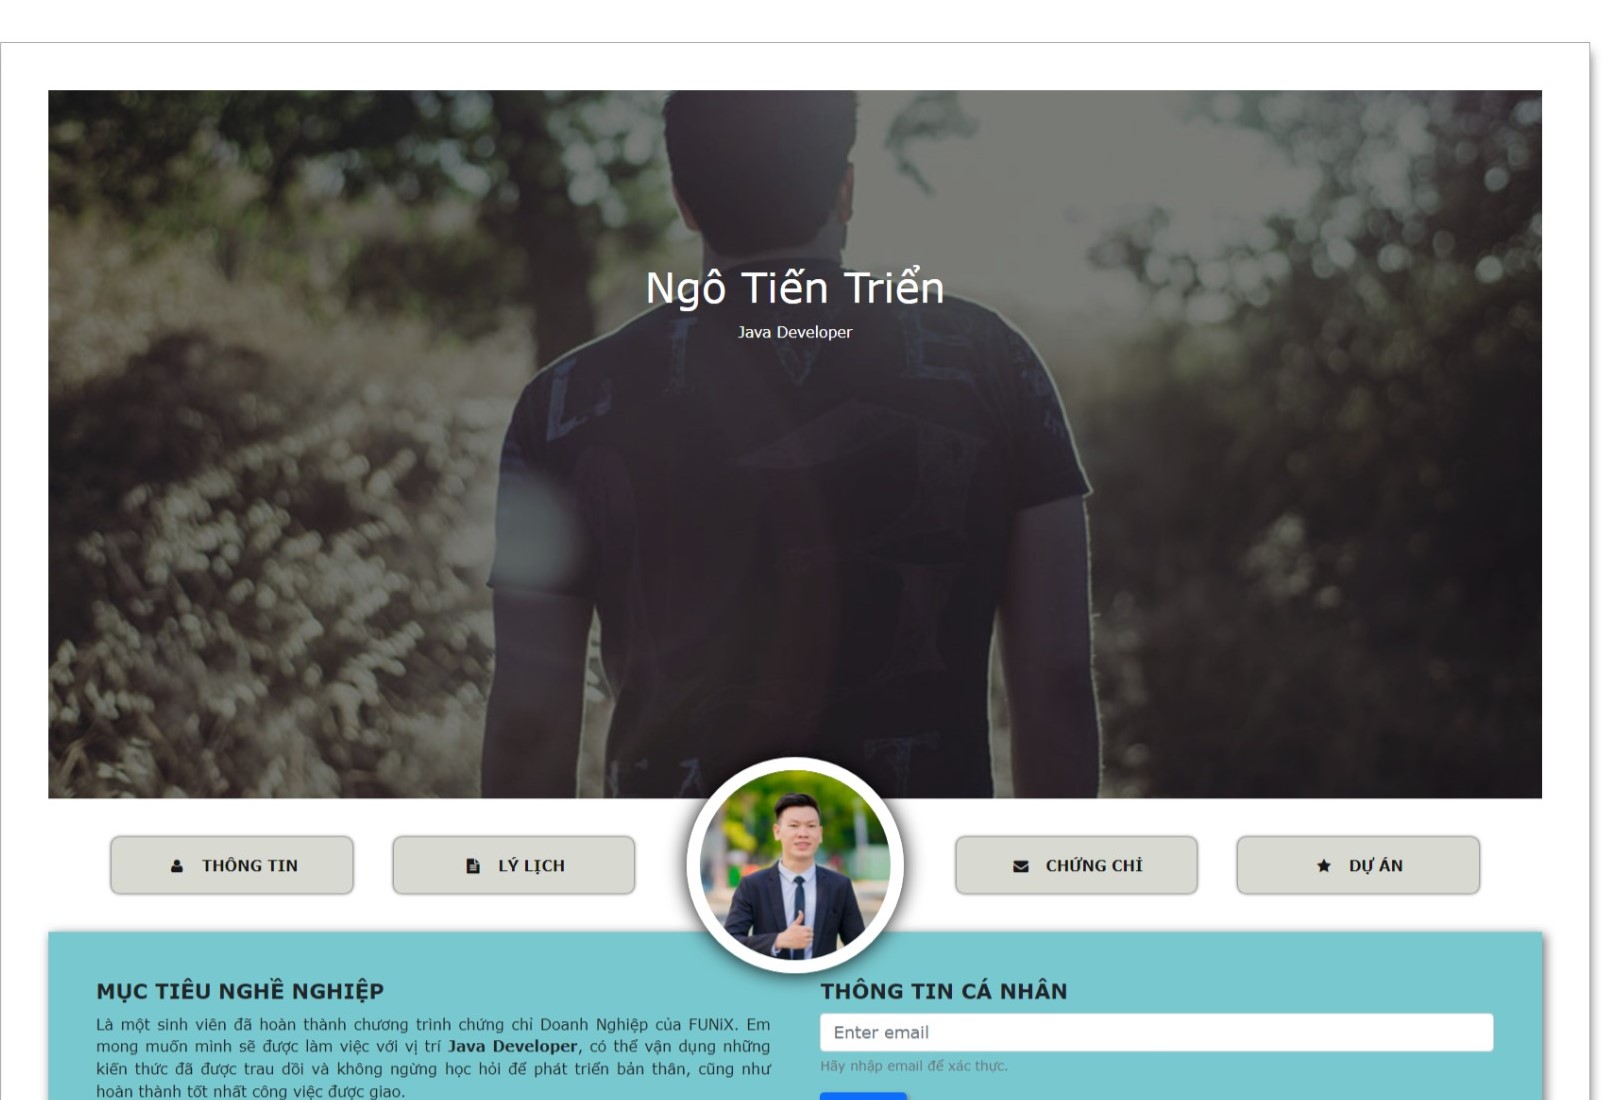 Ngô Tiến Triển
Java Developer
THÔNG TIN
LÝ LỊCH
CHỨNG CHỈ
DỰ ÁN
MỤC TIÊU NGHỀ NGHIỆP
Là một sinh viên đã hoàn thành chương trình chứng chỉ Doanh Nghiệp của FUNiX. Em
mong muốn mình sẽ được làm việc với vị trí Java Developer, có thể vận dụng những
kiến thức đã được trau dồi và không ngừng học hỏi để phát triển bản thân, cũng như
hoàn thành tốt nhất công việc được giao.
THÔNG TIN CÁ NHÂN
Enter email
Hãy nhập email để xác thực.